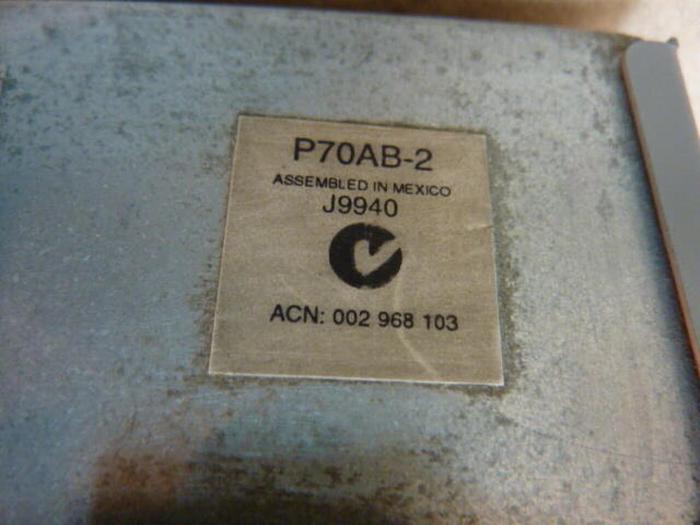 P70AB-2
ASSEMBLED IN MEXICO
J9940
ACN: 002 968 103